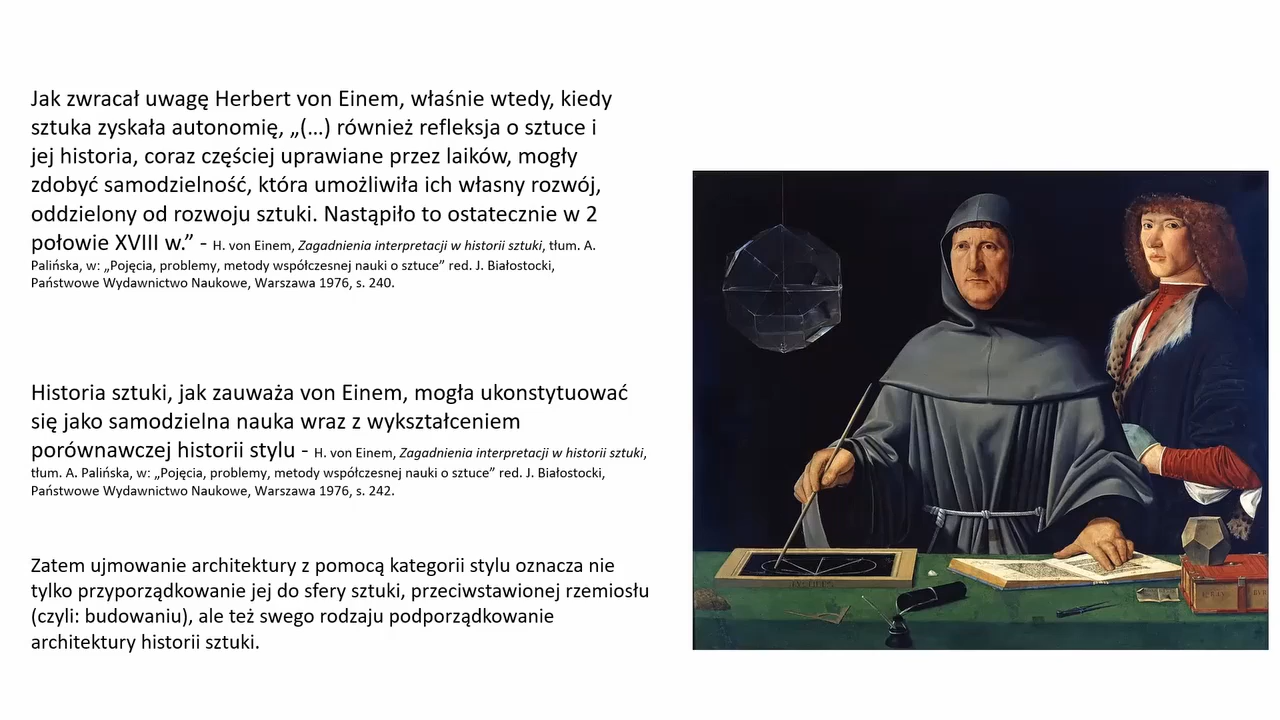 Jak zwracał uwagę Herbert von Einem, właśnie wtedy, kiedy
sztuka zyskała autonomię, „(…) również refleksja o sztuce i
jej historia, coraz częściej uprawiane przez laików, mogły
zdobyć samodzielność, która umożliwiła ich własny rozwój,
oddzielony od rozwoju sztuki. Nastąpiło to ostatecznie w 2
połowie XVIII w.” - H. von Einem, Zagadnienia interpretacji w historii sztuki, tłum. A.
Palińska, w: „Pojęcia, problemy, metody współczesnej nauki o sztuce” red. J. Białostocki,
Państwowe Wydawnictwo Naukowe, Warszawa 1976, s. 240.
Historia sztuki, jak zauważa von Einem, mogła ukonstytuować
się jako samodzielna nauka wraz z wykształceniem
porównawczej historii stylu - H. von Einem, Zagadnienia interpretacji w historii sztuki,
tłum. A. Palińska, w: „Pojęcia, problemy, metody współczesnej nauki o sztuce” red. J. Białostocki,
Państwowe Wydawnictwo Naukowe, Warszawa 1976, s. 242.
Zatem ujmowanie architektury z pomocą kategorii stylu oznacza nie
tylko przyporządkowanie jej do sfery sztuki, przeciwstawionej rzemiosłu
(czyli: budowaniu), ale też swego rodzaju podporządkowanie
architektury historii sztuki.